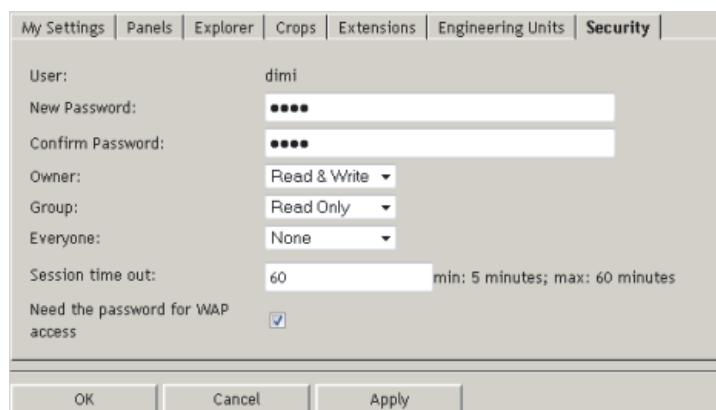 My Settings Panels Explorer Crops Extensions Engineering Units Security
User: dimi
New Password: ●●●●
Confirm Password: ●●●●
Owner: Read & Write
Group: Read Only
Everyone: None
Session time out: 60 min: 5 minutes; max: 60 minutes
Need the password for WAP
access
OK Cancel Apply